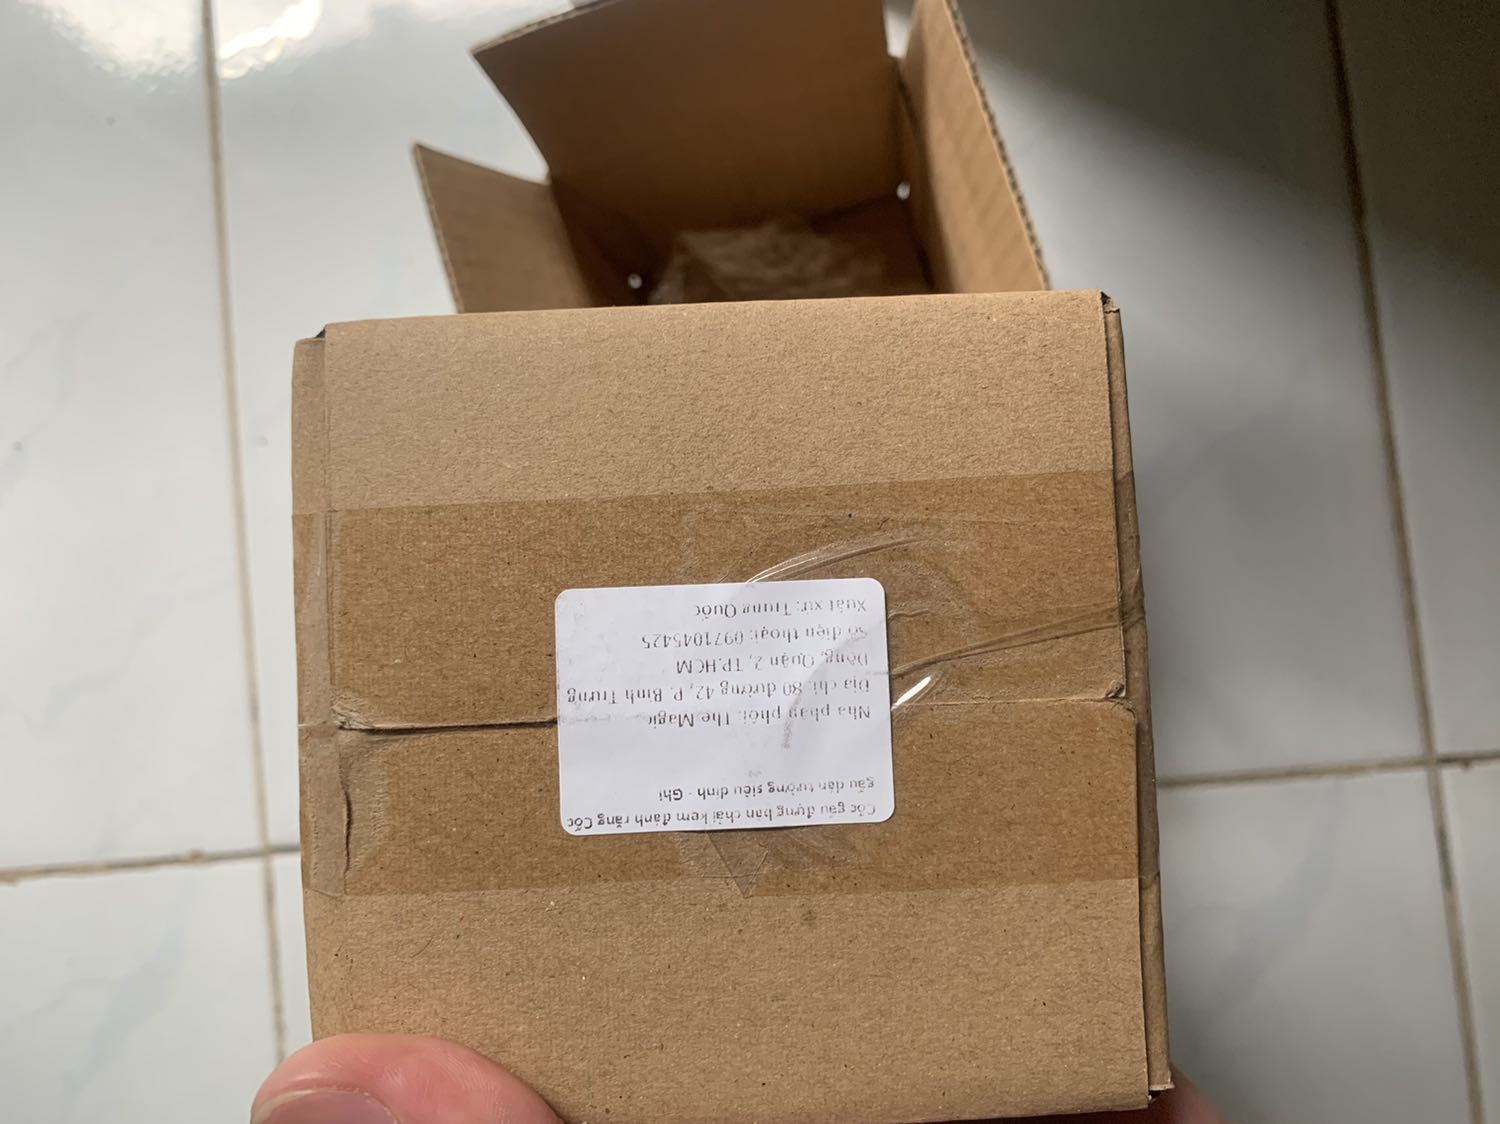 Cốc gấu đựng bàn chải kem đánh răng Cốc
gấu dán tường siêu dính - Ghi
Nhà phân phối: The Magic
Địa chỉ: 80 đường 42, P. Bình Trưng
Đông, Quận 2, TP.HCM
Số điện thoại: 0971045425
Xuất xứ: Trung Quốc